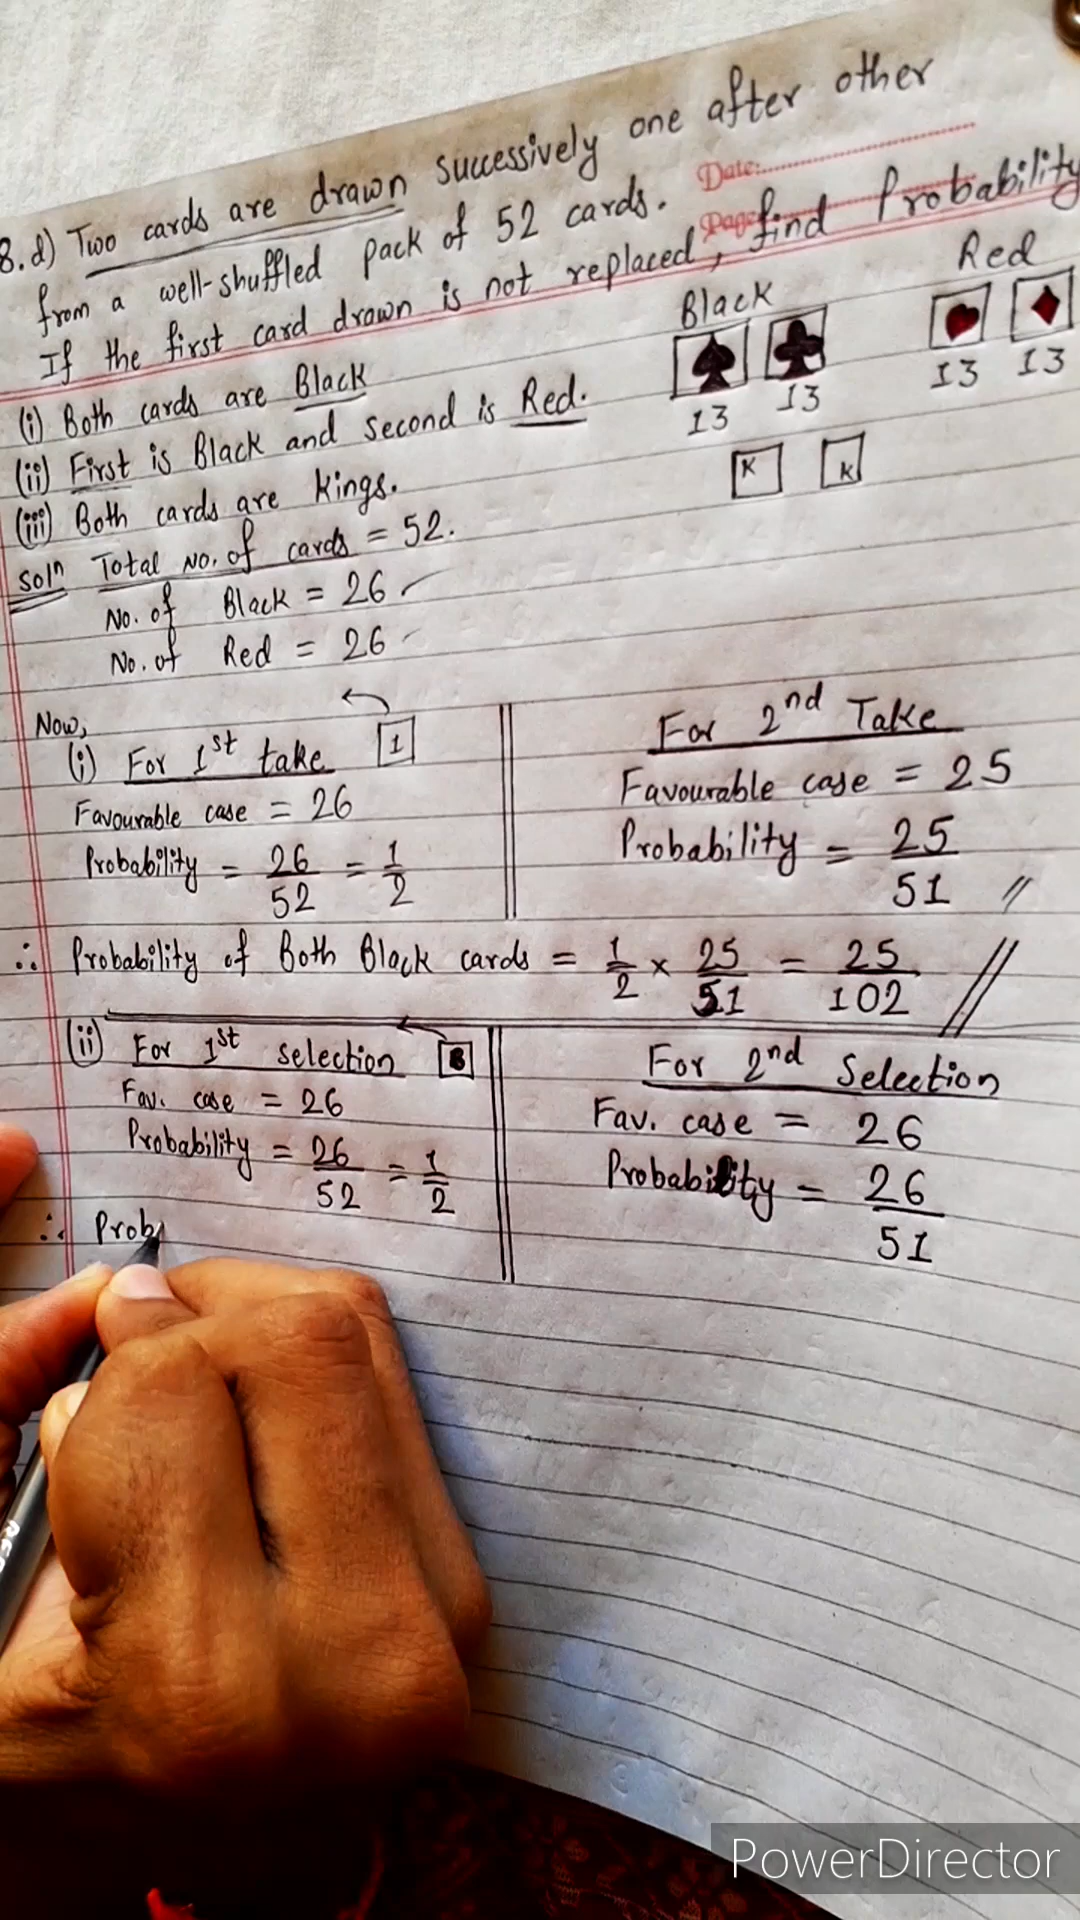 8.d) Two cards are drawn successively one after other
Date:
from a well-shuffled pack of 52 cards.
Page:
If the first card drawn is not replaced, find Probability
Black
Red
13
13
13
13
(i) Both cards are Black
(ii) First is Black and second is Red.
(iii) Both cards are kings.
K
K
Soln Total No. of cards = 52.
No. of Black = 26
No. of Red = 26
Now,
(i) For 1st take
1
Favourable case = 26
Probability = 26/52 = 1/2
For 2nd Take
Favourable case = 25
Probability = 25/51
∴ Probability of Both Black cards = 1/2 × 25/51 = 25/102
(ii) For 1st selection
B
Fav. case = 26
Probability = 26/52 = 1/2
For 2nd Selection
Fav. case = 26
Probability = 26/51
∴ Prob
PowerDirector